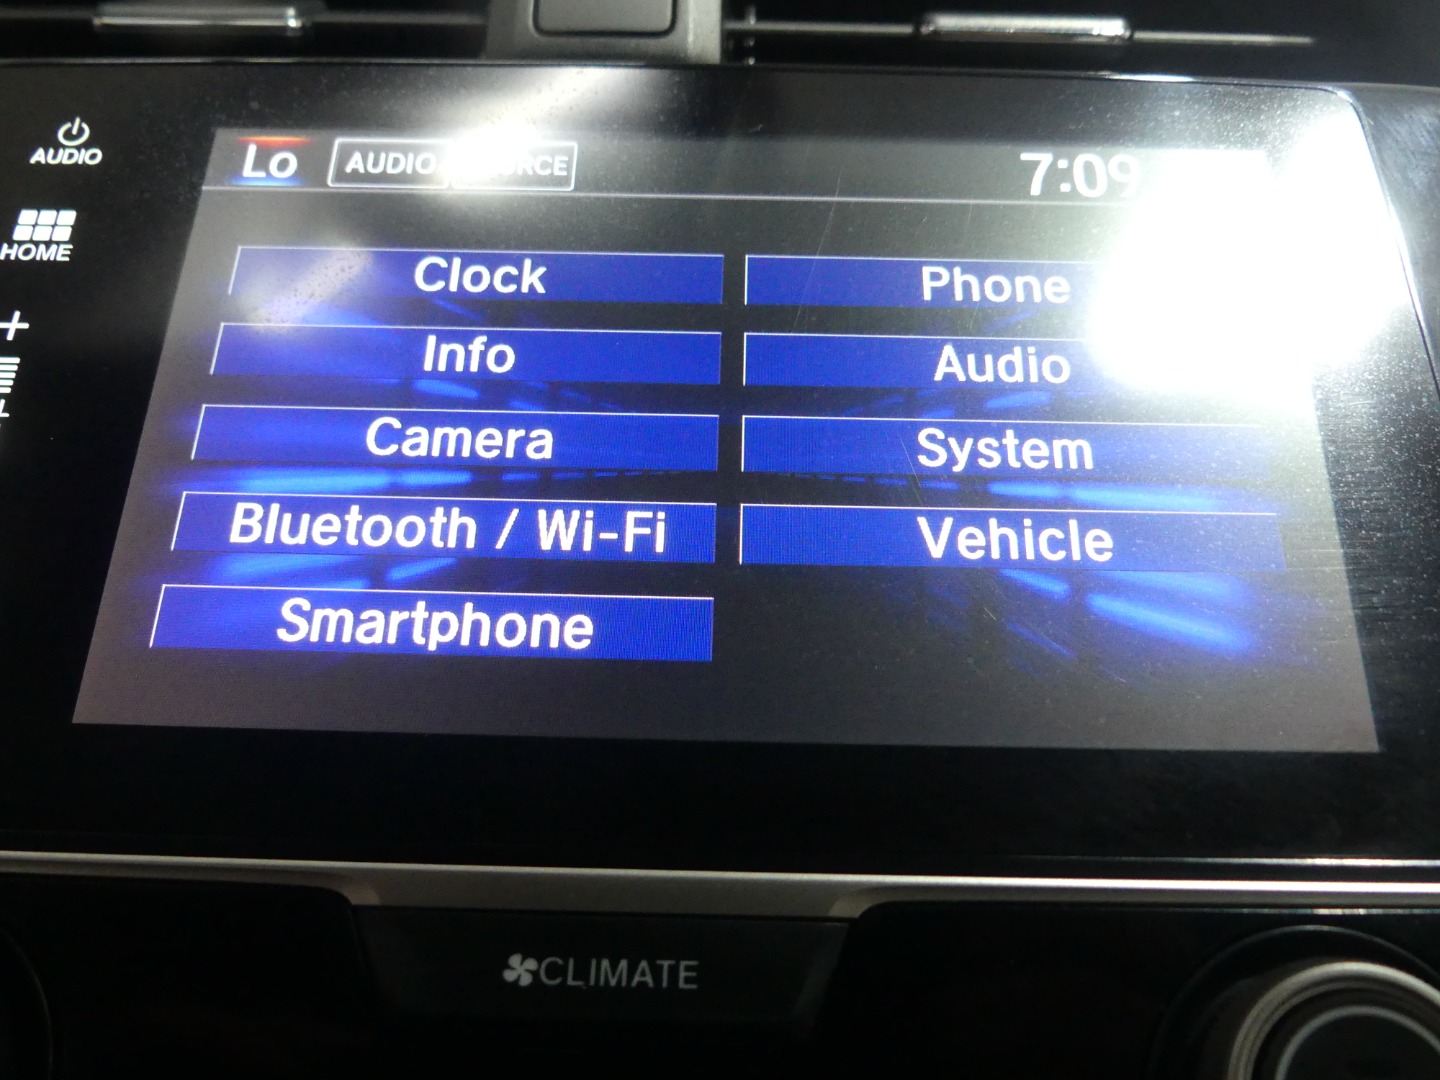 AUDIO
HOME
+
Lo
AUDIO
7:09
Clock
Phone
Info
Audio
Camera
System
Bluetooth / Wi-Fi
Vehicle
Smartphone
CLIMATE